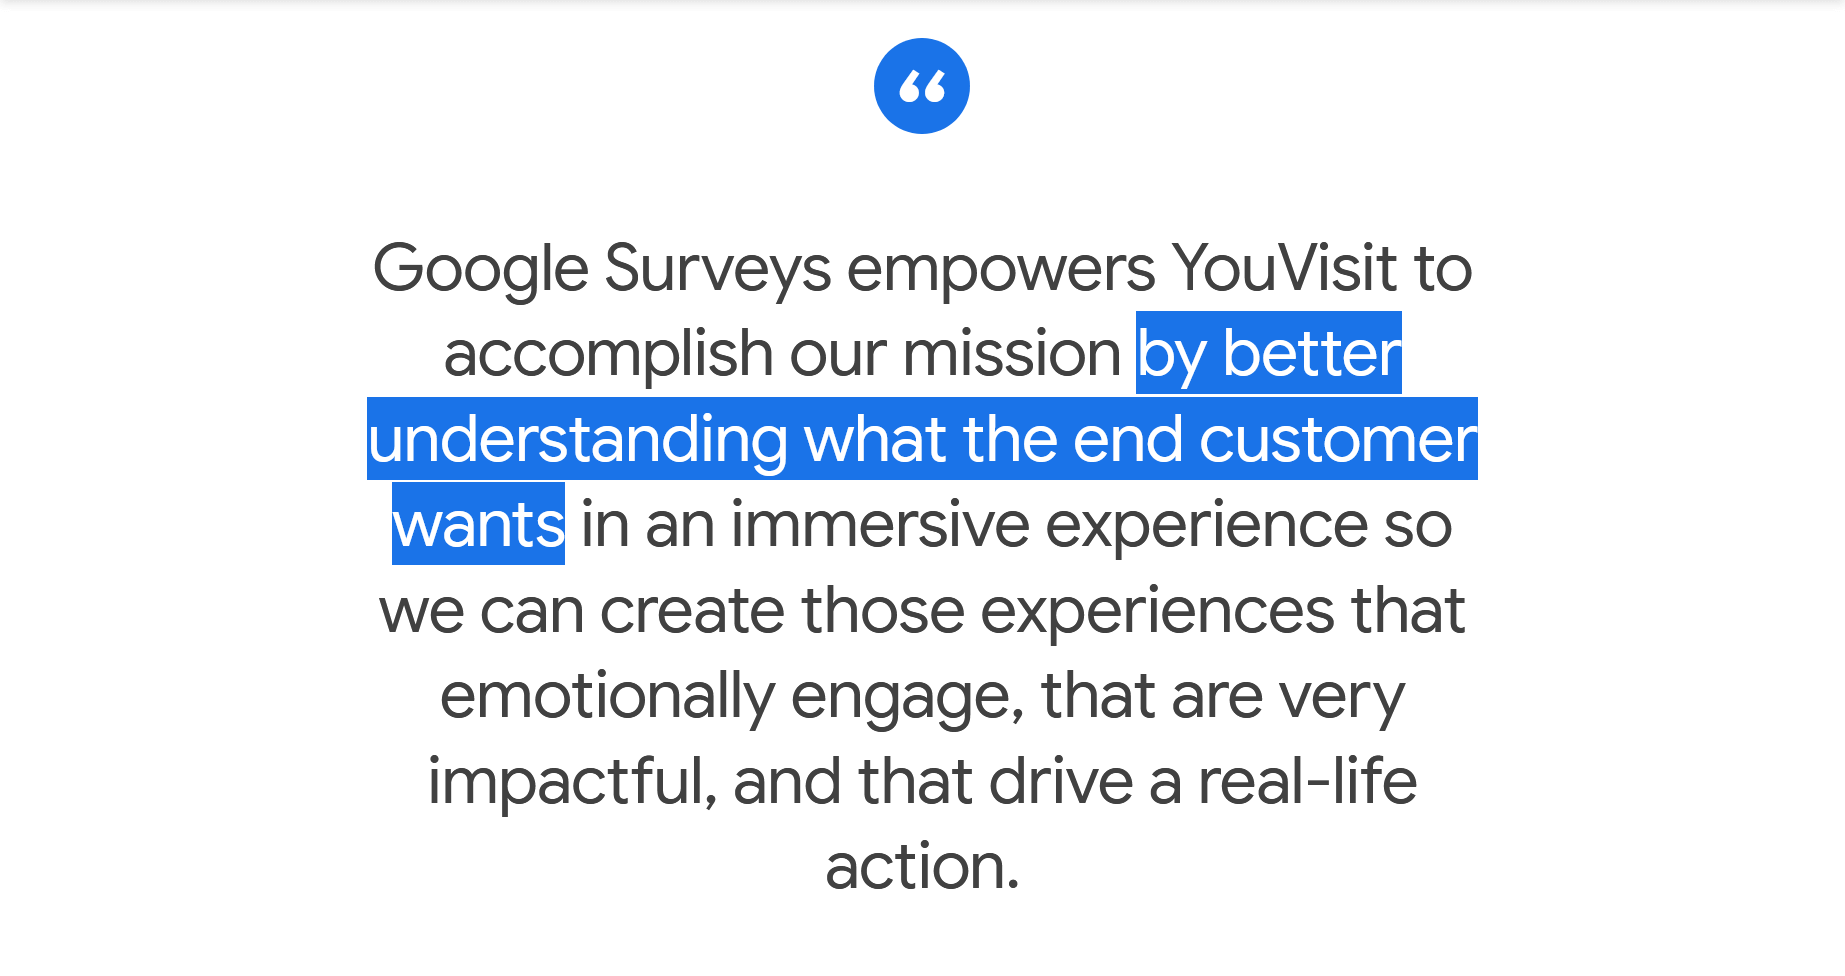 “
Google Surveys empowers YouVisit to
accomplish our mission by better
understanding what the end customer
wants in an immersive experience so
we can create those experiences that
emotionally engage, that are very
impactful, and that drive a real-life
action.